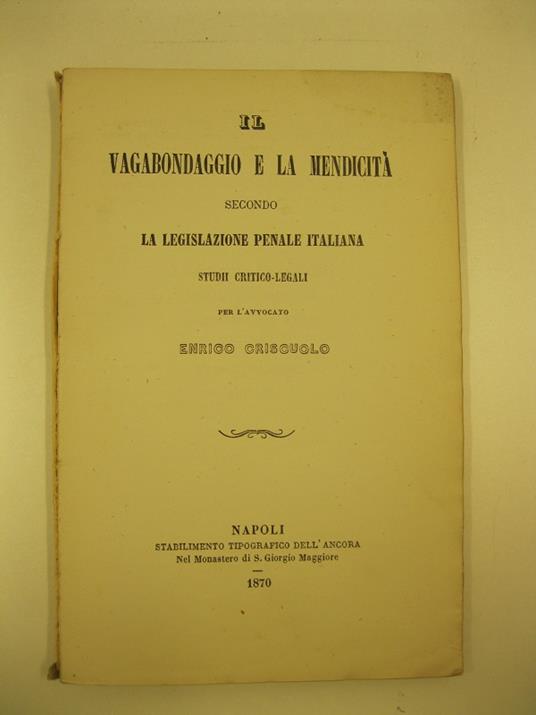 IL
VAGABONDAGGIO E LA MENDICITÀ
SECONDO
LA LEGISLAZIONE PENALE ITALIANA
STUDII CRITICO-LEGALI
PER L'AVVOCATO
ENRICO CRISCUOLO
NAPOLI
STABILIMENTO TIPOGRAFICO DELL'ANCORA
Nel Monastero di S. Giorgio Maggiore
1870